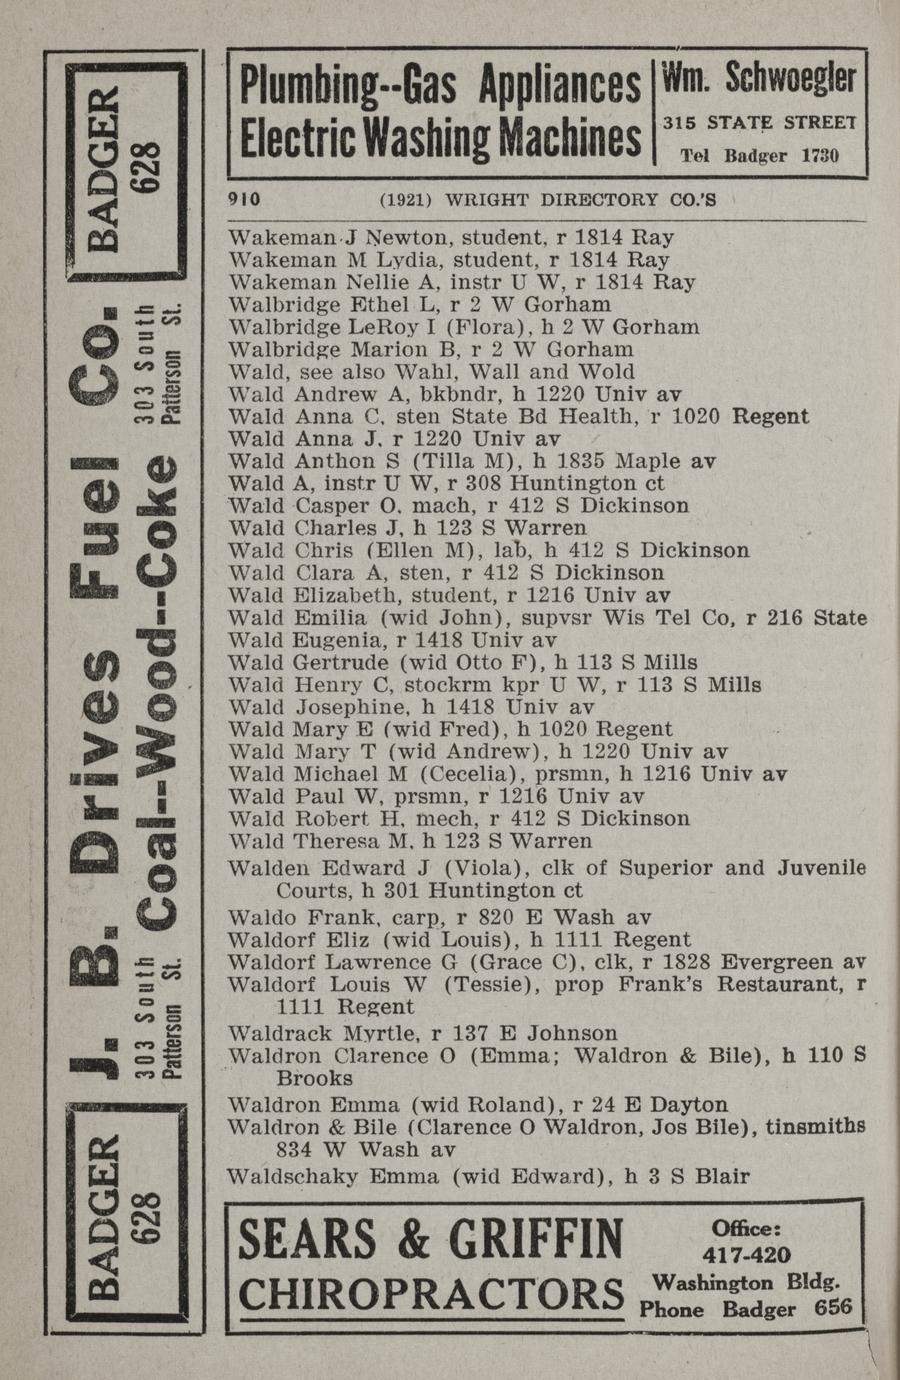 Plumbing--Gas Appliances
Electric Washing Machines
Wm. Schwoegler
315 STATE STREET
Tel Badger 1730
910 (1921) WRIGHT DIRECTORY CO.'S
Wakeman J Newton, student, r 1814 Ray
Wakeman M Lydia, student, r 1814 Ray
Wakeman Nellie A, instr U W, r 1814 Ray
Walbridge Ethel L, r 2 W Gorham
Walbridge LeRoy I (Flora), h 2 W Gorham
Walbridge Marion B, r 2 W Gorham
Wald, see also Wahl, Wall and Wold
Wald Andrew A, bkbndr, h 1220 Univ av
Wald Anna C, sten State Bd Health, r 1020 Regent
Wald Anna J, r 1220 Univ av
Wald Anthon S (Tilla M), h 1835 Maple av
Wald A, instr U W, r 308 Huntington ct
Wald Casper O, mach, r 412 S Dickinson
Wald Charles J, h 123 S Warren
Wald Chris (Ellen M), lab, h 412 S Dickinson
Wald Clara A, sten, r 412 S Dickinson
Wald Elizabeth, student, r 1216 Univ av
Wald Emilia (wid John), supvsr Wis Tel Co, r 216 State
Wald Eugenia, r 1418 Univ av
Wald Gertrude (wid Otto F), h 113 S Mills
Wald Henry C, stockrm kpr U W, r 113 S Mills
Wald Josephine, h 1418 Univ av
Wald Mary E (wid Fred), h 1020 Regent
Wald Mary T (wid Andrew), h 1220 Univ av
Wald Michael M (Cecelia), prsmn, h 1216 Univ av
Wald Paul W, prsmn, r 1216 Univ av
Wald Robert H, mech, r 412 S Dickinson
Wald Theresa M, h 123 S Warren
Walden Edward J (Viola), clk of Superior and Juvenile
Courts, h 301 Huntington ct
Waldo Frank, carp, r 820 E Wash av
Waldorf Eliz (wid Louis), h 1111 Regent
Waldorf Lawrence G (Grace C), clk, r 1828 Evergreen av
Waldorf Louis W (Tessie), prop Frank's Restaurant, r
1111 Regent
Waldrack Myrtle, r 137 E Johnson
Waldron Clarence O (Emma; Waldron & Bile), h 110 S
Brooks
Waldron Emma (wid Roland), r 24 E Dayton
Waldron & Bile (Clarence O Waldron, Jos Bile), tinsmiths
834 W Wash av
Waldschaky Emma (wid Edward), h 3 S Blair
SEARS & GRIFFIN
CHIROPRACTORS
Office:
417-420
Washington Bldg.
Phone Badger 656
BADGER
628
J. B. Drives Fuel Co.
303 South
Patterson St.
Coal--Wood--Coke
303 South
Patterson St.
BADGER
628